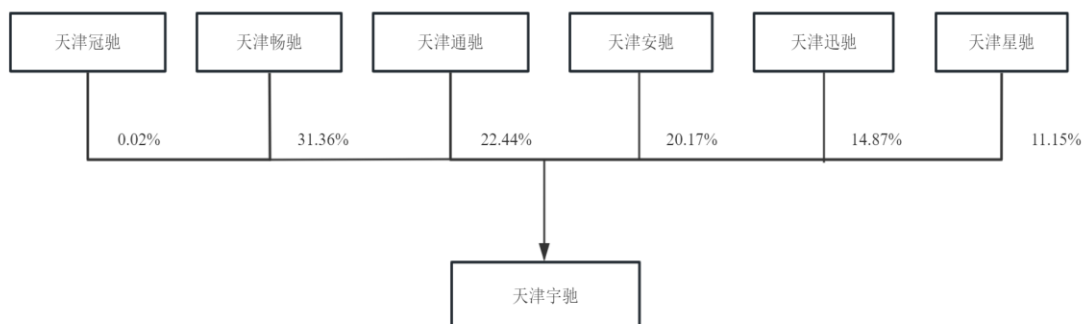 天津冠驰
天津畅驰
天津通驰
天津安驰
天津迅驰
天津星驰
0.02%
31.36%
22.44%
20.17%
14.87%
11.15%
天津宇驰